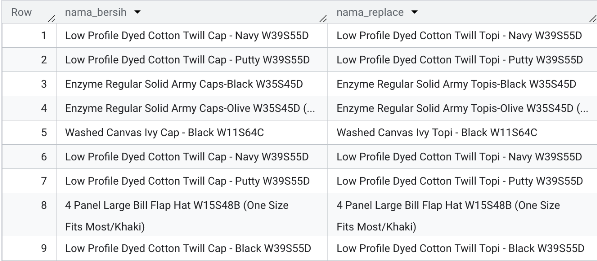 Row nama_bersih nama_replace
1 Low Profile Dyed Cotton Twill Cap - Navy W39S55D Low Profile Dyed Cotton Twill Topi - Navy W39S55D
2 Low Profile Dyed Cotton Twill Cap - Putty W39S55D Low Profile Dyed Cotton Twill Topi - Putty W39S55D
3 Enzyme Regular Solid Army Caps-Black W35S45D Enzyme Regular Solid Army Topis-Black W35S45D
4 Enzyme Regular Solid Army Caps-Olive W35S45D (... Enzyme Regular Solid Army Topis-Olive W35S45D (...
5 Washed Canvas Ivy Cap - Black W11S64C Washed Canvas Ivy Topi - Black W11S64C
6 Low Profile Dyed Cotton Twill Cap - Navy W39S55D Low Profile Dyed Cotton Twill Topi - Navy W39S55D
7 Low Profile Dyed Cotton Twill Cap - Putty W39S55D Low Profile Dyed Cotton Twill Topi - Putty W39S55D
8 4 Panel Large Bill Flap Hat W15S48B (One Size 4 Panel Large Bill Flap Hat W15S48B (One Size
Fits Most/Khaki) Fits Most/Khaki)
9 Low Profile Dyed Cotton Twill Cap - Black W39S55D Low Profile Dyed Cotton Twill Topi - Black W39S55D